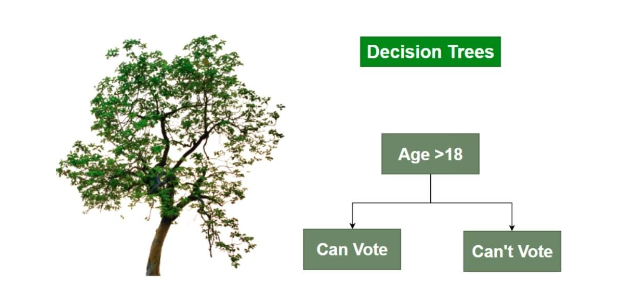 Decision Trees
Age >18
Can Vote
Can't Vote